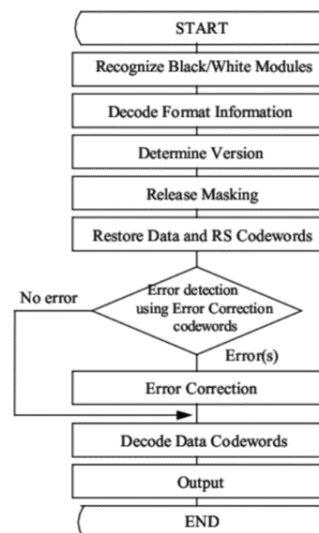 START
Recognize Black/White Modules
Decode Format Information
Determine Version
Release Masking
Restore Data and RS Codewords
No error
Error detection
using Error Correction
codewords
Error(s)
Error Correction
Decode Data Codewords
Output
END